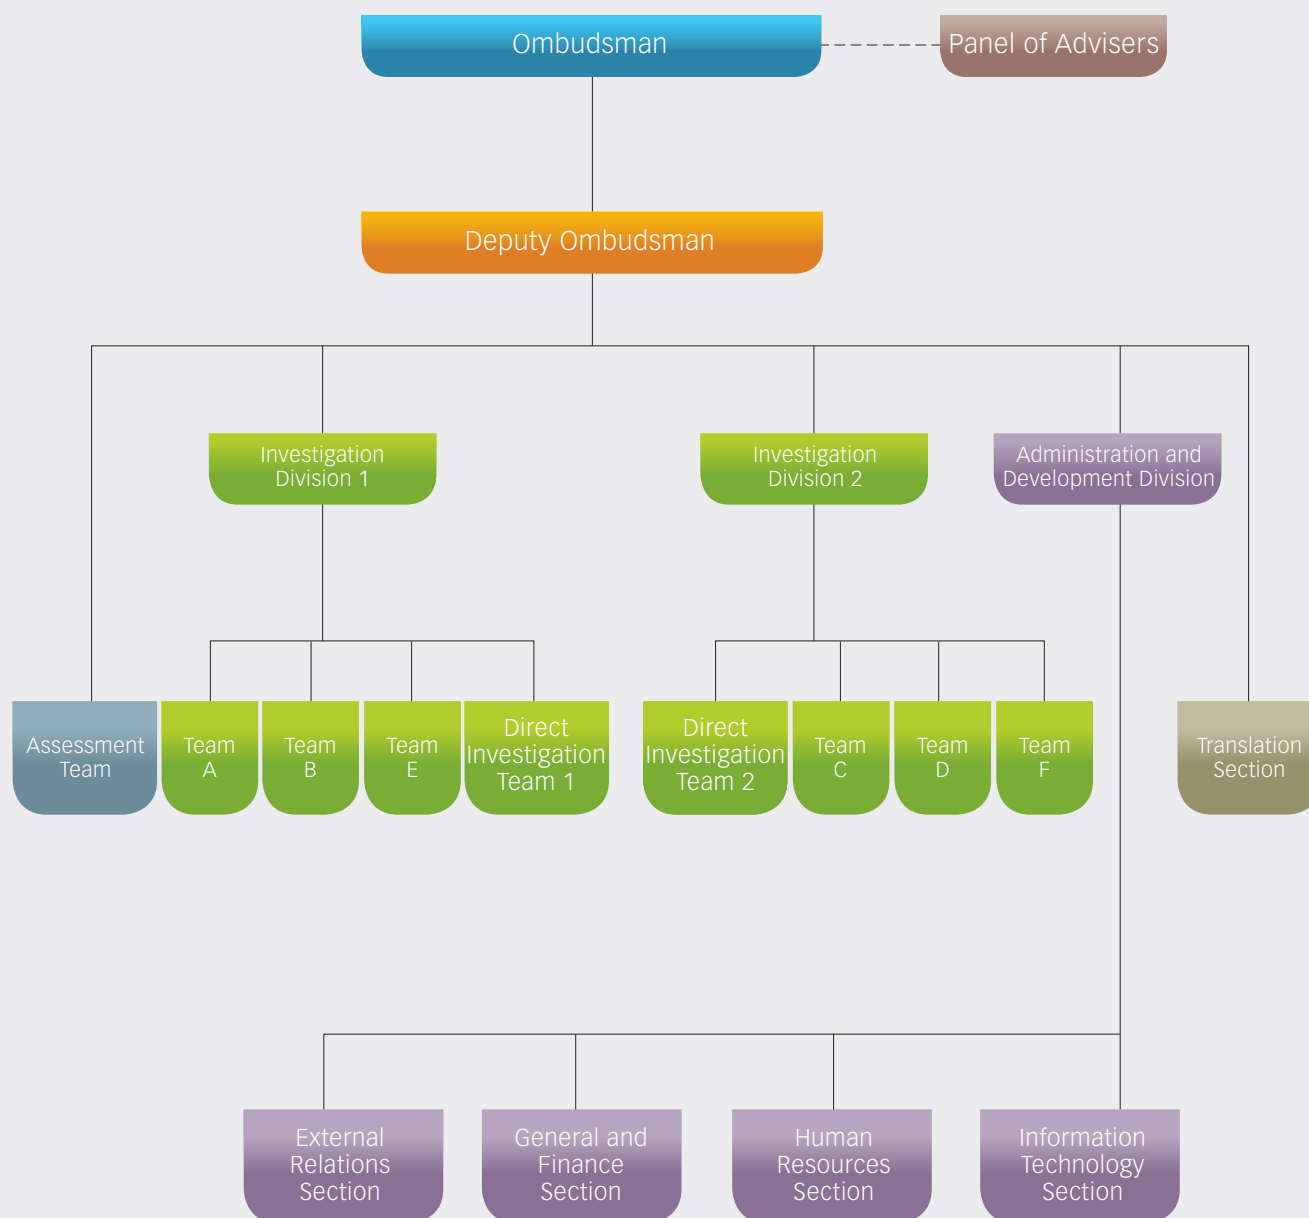 Ombudsman
Panel of Advisers
Deputy Ombudsman
Investigation
Division 1
Investigation
Division 2
Administration and
Development Division
Assessment
Team
Team
A
Team
B
Team
E
Direct
Investigation
Team 1
Direct
Investigation
Team 2
Team
C
Team
D
Team
F
Translation
Section
External
Relations
Section
General and
Finance
Section
Human
Resources
Section
Information
Technology
Section